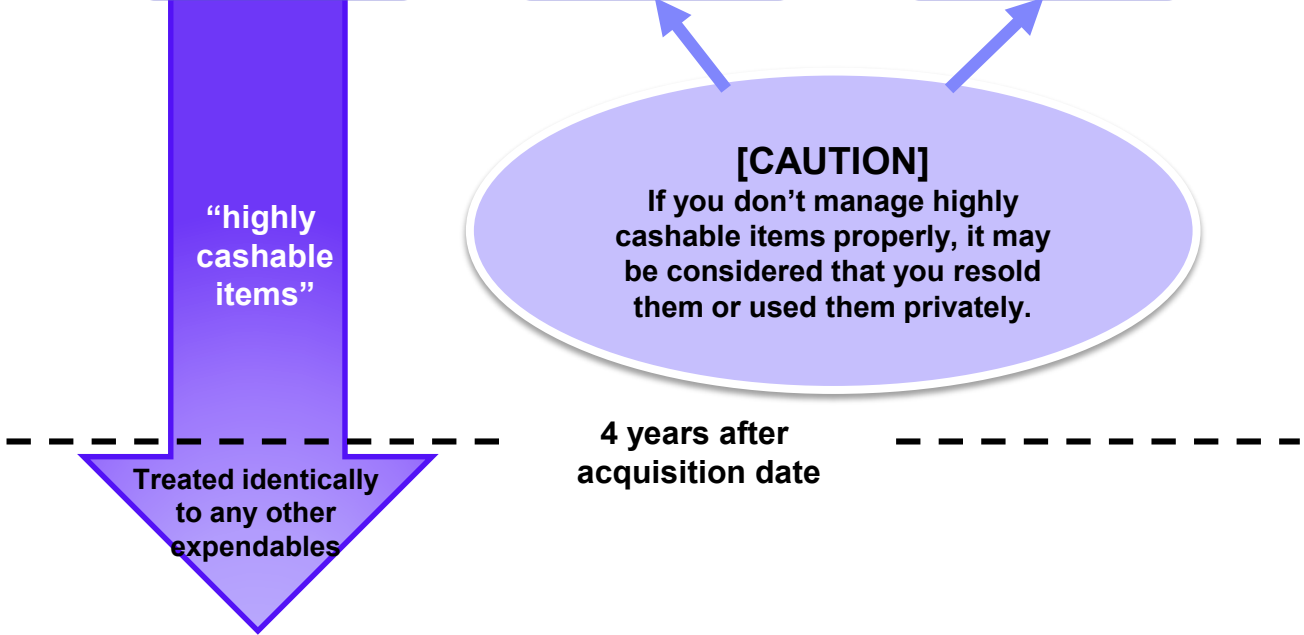 “highly
cashable
items”
[CAUTION]
If you don’t manage highly
cashable items properly, it may
be considered that you resold
them or used them privately.
4 years after
acquisition date
Treated identically
to any other
expendables